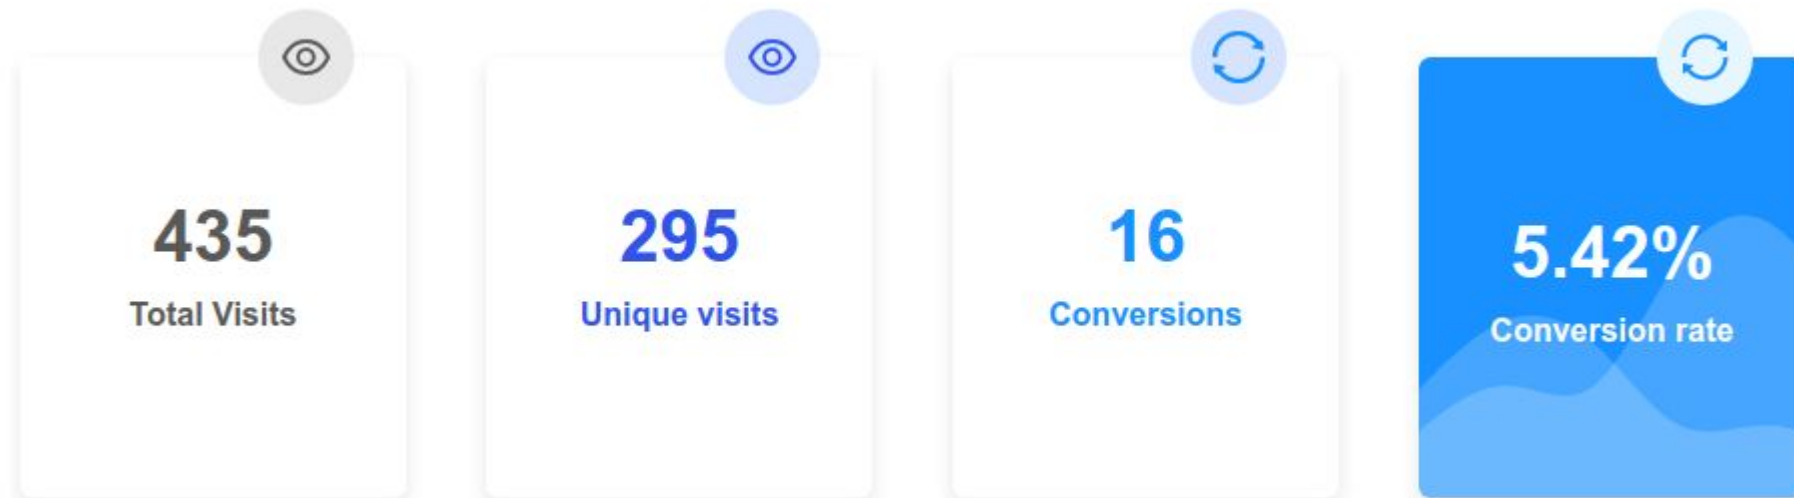 435
Total Visits
295
Unique visits
16
Conversions
5.42%
Conversion rate